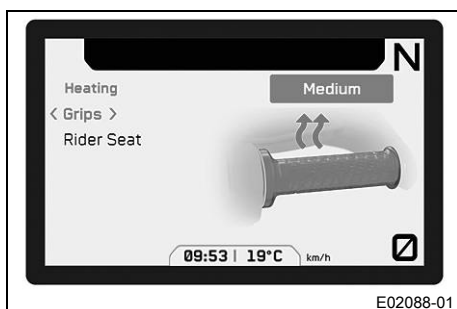 N
Heating
Medium
< Grips >
Rider Seat
09:53 | 19°C
km/h
0
E02088-01